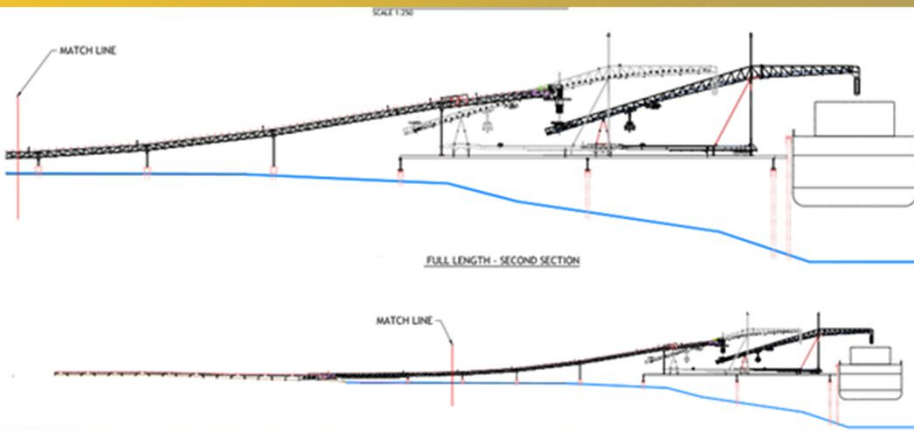 SCALE 1:250
MATCH LINE
FULL LENGTH - SECOND SECTION
MATCH LINE